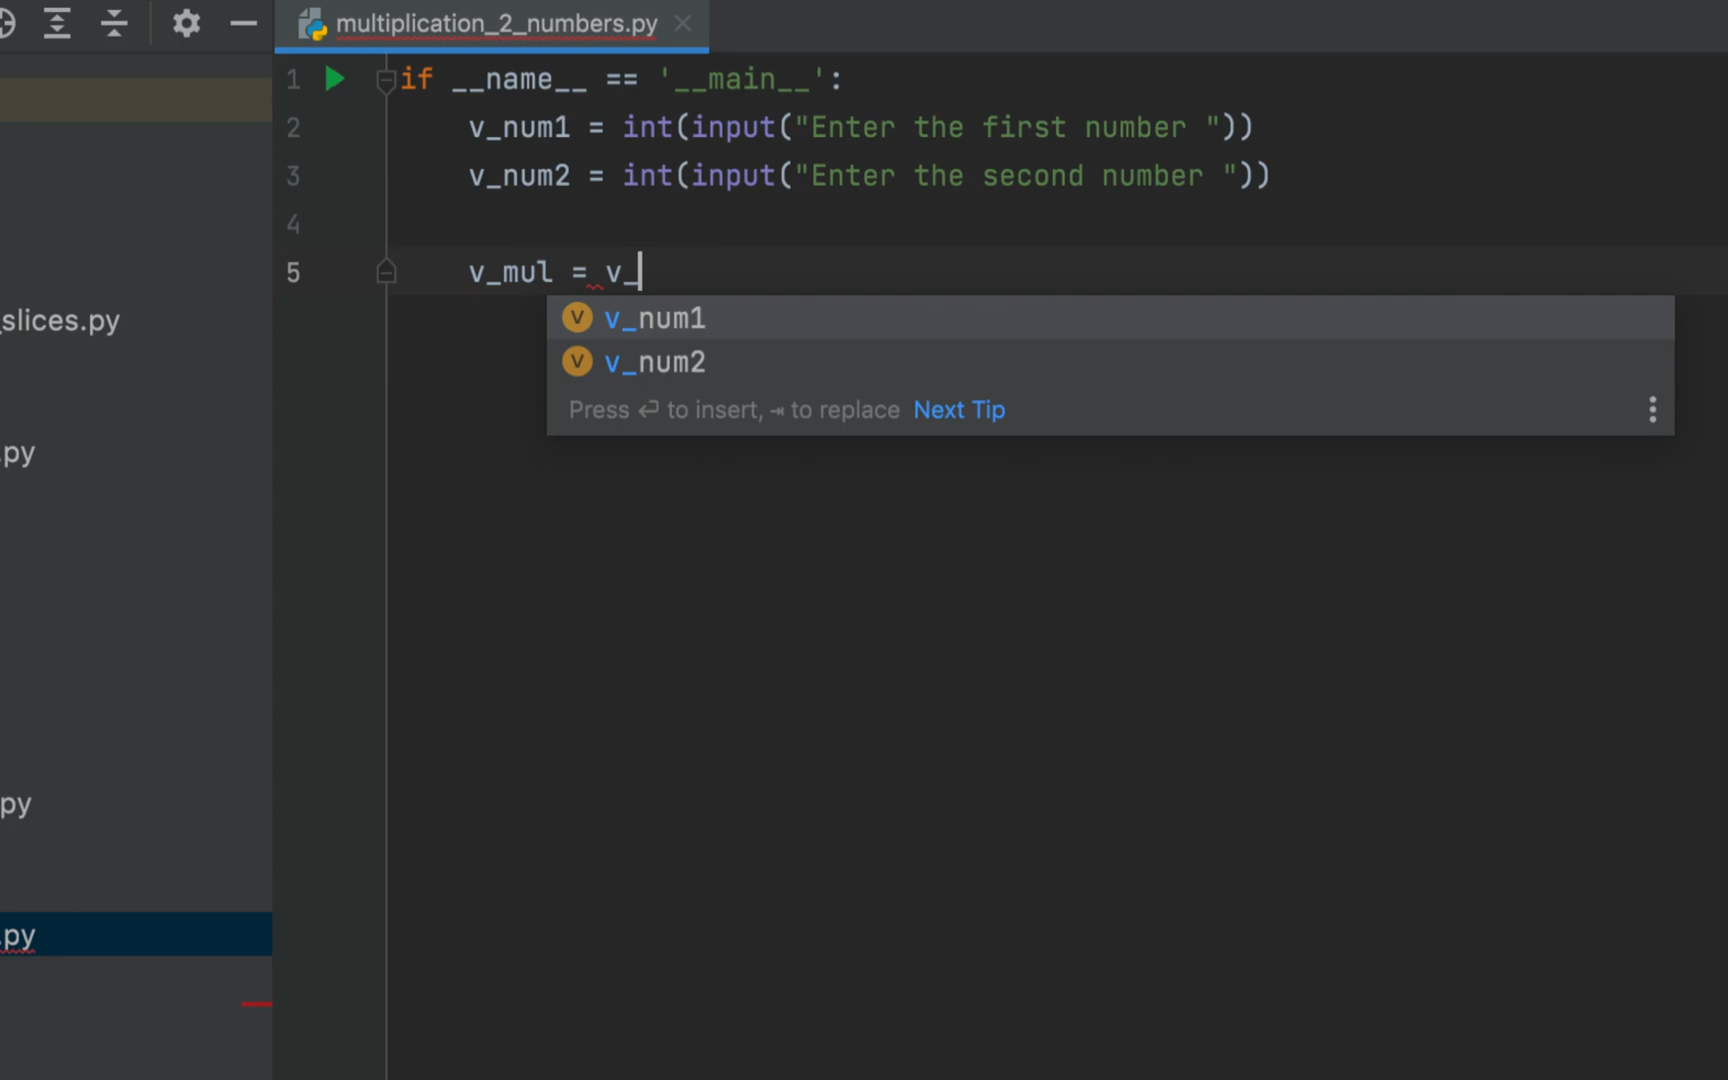 multiplication_2_numbers.py
1 if __name__ == '__main__':
2 v_num1 = int(input("Enter the first number "))
3 v_num2 = int(input("Enter the second number "))
4
5 v_mul = v_
V v_num1
V v_num2
Press ↵ to insert, ⇥ to replace Next Tip
_slices.py
.py
py
.py